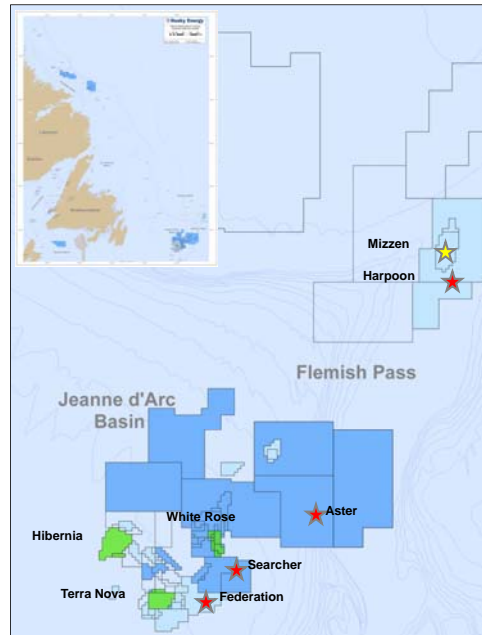 Husky Energy
Mizzen
Harpoon
Flemish Pass
Jeanne d'Arc
Basin
White Rose
Aster
Hibernia
Searcher
Terra Nova
Federation